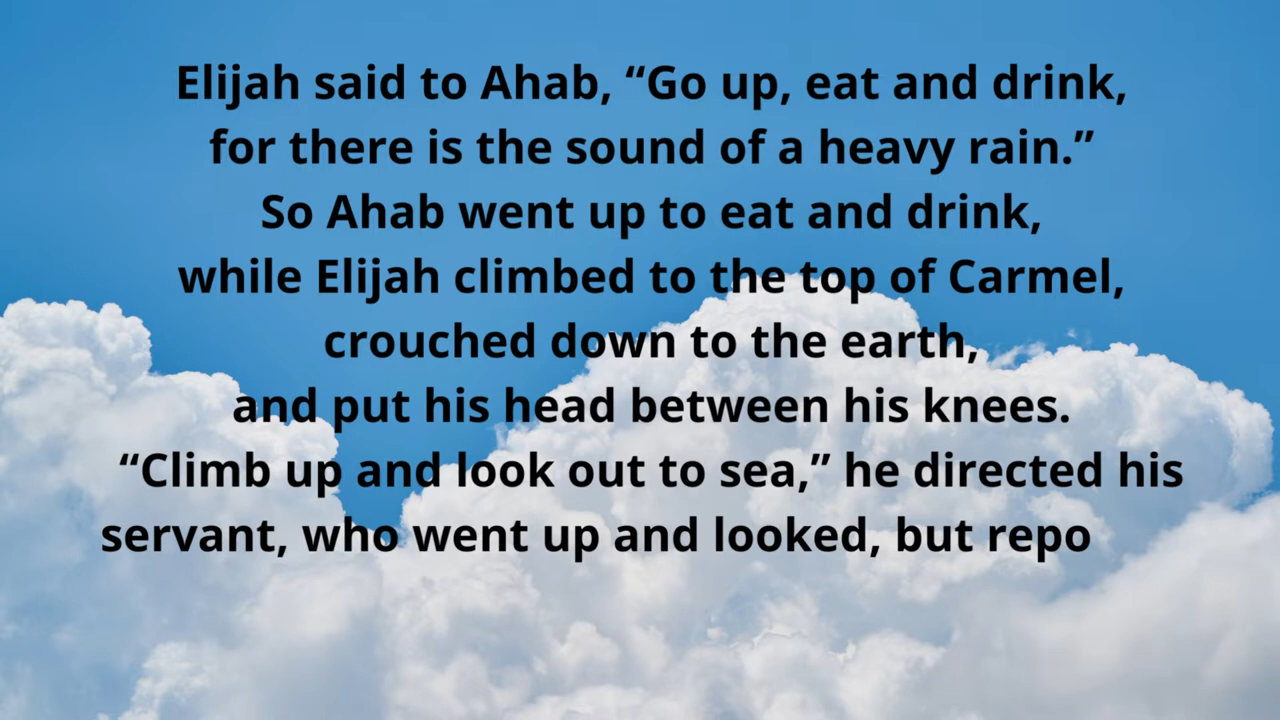 Elijah said to Ahab, “Go up, eat and drink,
for there is the sound of a heavy rain.”
So Ahab went up to eat and drink,
while Elijah climbed to the top of Carmel,
crouched down to the earth,
and put his head between his knees.
“Climb up and look out to sea,” he directed his
servant, who went up and looked, but repo